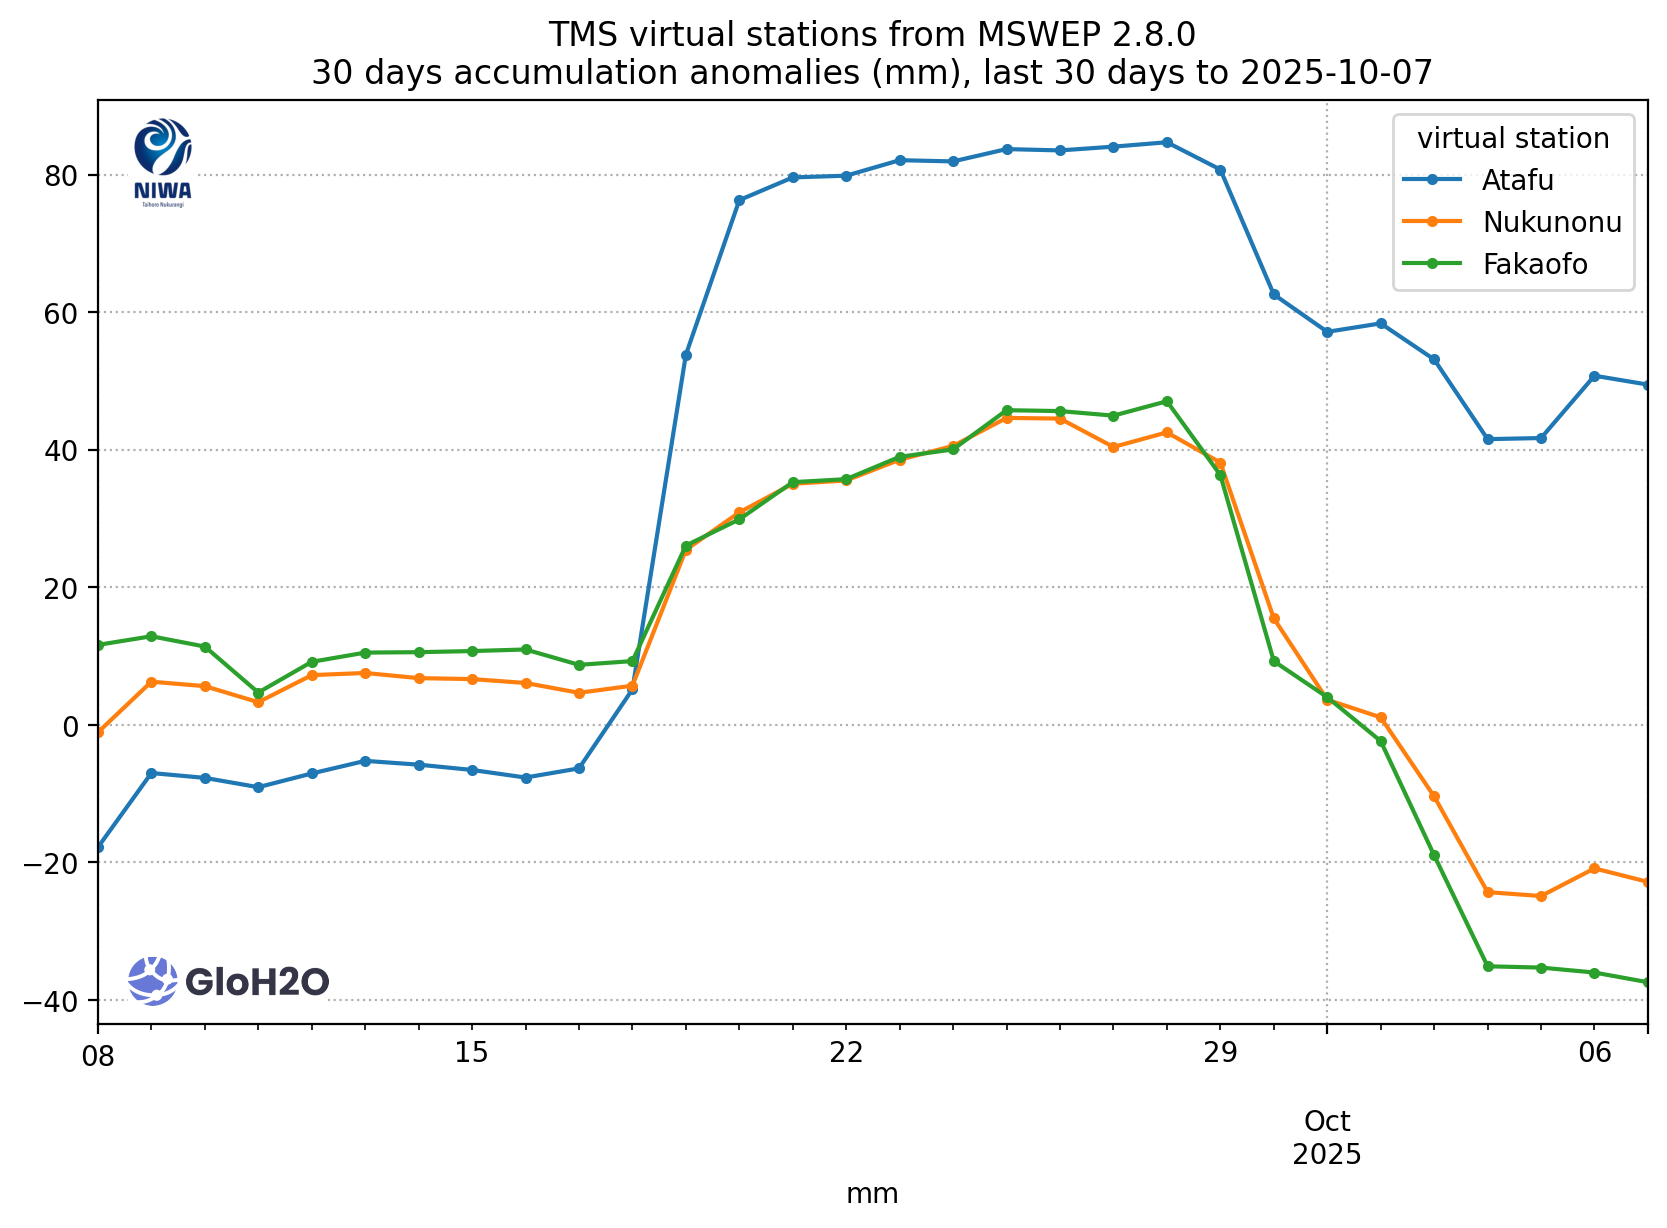 TMS virtual stations from MSWEP 2.8.0
30 days accumulation anomalies (mm), last 30 days to 2025-10-07
NIWA
Taihoro Nukurangi
virtual station
Atafu
Nukunonu
Fakaofo
80
60
40
20
0
−20
−40
GloH2O
08 15 22 29 06
Oct
2025
mm